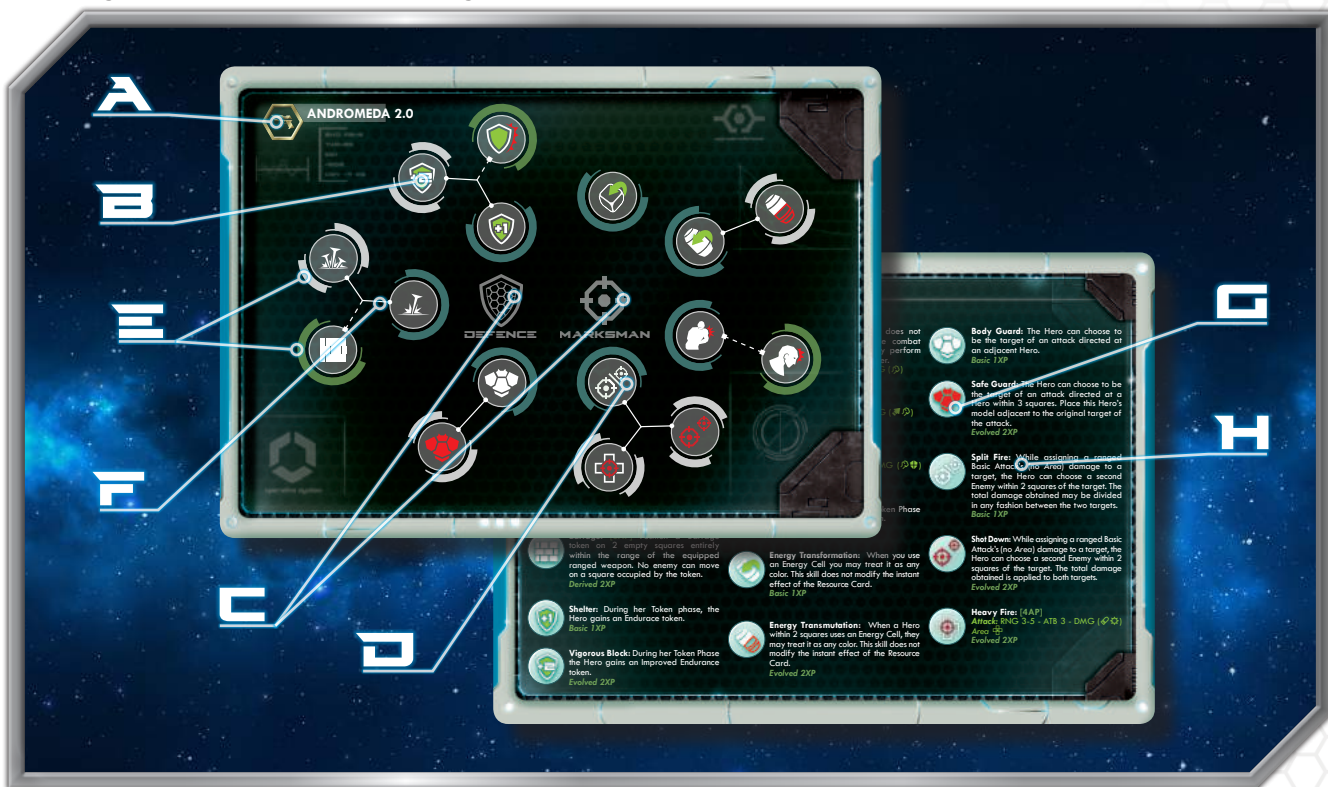 A
B
E
F
C
D
G
H
ANDROMEDA 2.0
+1
DEFENCE
MARKSMAN
does not
combat
perform
Phase
token on 2 empty squares entirely
within the range of the equipped
ranged weapon. No enemy can move
on a square occupied by the token.
Derived 2XP
+1
Shelter: During her Token phase, the
Hero gains an Endurance token.
Basic 1XP
Vigorous Block: During her Token Phase
the Hero gains an Improved Endurance
token.
Evolved 2XP
Energy Transformation: When you use
an Energy Cell you may treat it as any
color. This skill does not modify the instant
effect of the Resource Card.
Basic 1XP
Energy Transmutation: When a Hero
within 2 squares uses an Energy Cell, they
may treat it as any color. This skill does not
modify the instant effect of the Resource
Card.
Evolved 2XP
Body Guard: The Hero can choose to
be the target of an attack directed at
an adjacent Hero.
Basic 1XP
Safe Guard: The Hero can choose to be
the target of an attack directed at a
Hero within 3 squares. Place this Hero's
model adjacent to the original target of
the attack.
Evolved 2XP
Split Fire: While assigning a ranged
Basic Attack's (no Area) damage to a
target, the Hero can choose a second
Enemy within 2 squares of the target. The
total damage obtained may be divided
in any fashion between the two targets.
Basic 1XP
Shot Down: While assigning a ranged Basic
Attack's (no Area) damage to a target, the
Hero can choose a second Enemy within 2
squares of the target. The total damage
obtained is applied to both targets.
Evolved 2XP
Heavy Fire: [4AP]
Attack: RNG 3-5 - ATB 3 - DMG ( )
Area
Evolved 2XP